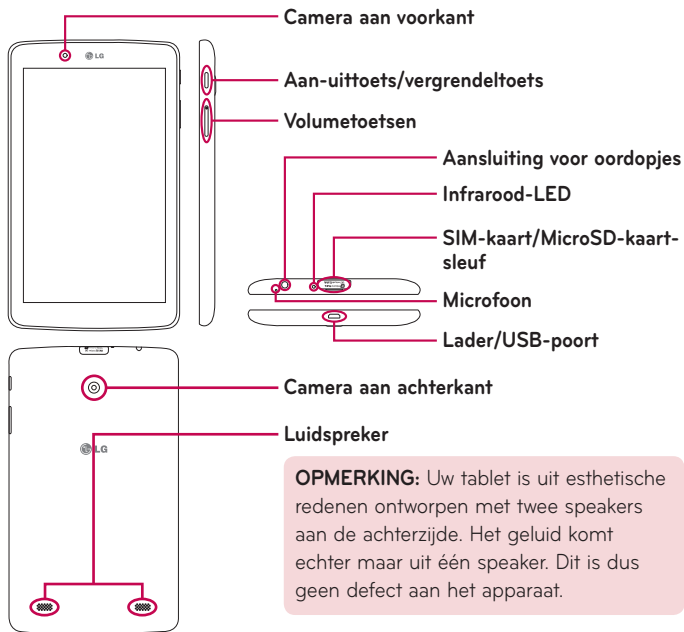 Camera aan voorkant
LG
Aan-uittoets/vergrendeltoets
Volumetoetsen
Aansluiting voor oordopjes
Infrarood-LED
SIM-kaart/MicroSD-kaart-
sleuf
Microfoon
Lader/USB-poort
Camera aan achterkant
Luidspreker
LG
OPMERKING: Uw tablet is uit esthetische
redenen ontworpen met twee speakers
aan de achterzijde. Het geluid komt
echter maar uit één speaker. Dit is dus
geen defect aan het apparaat.